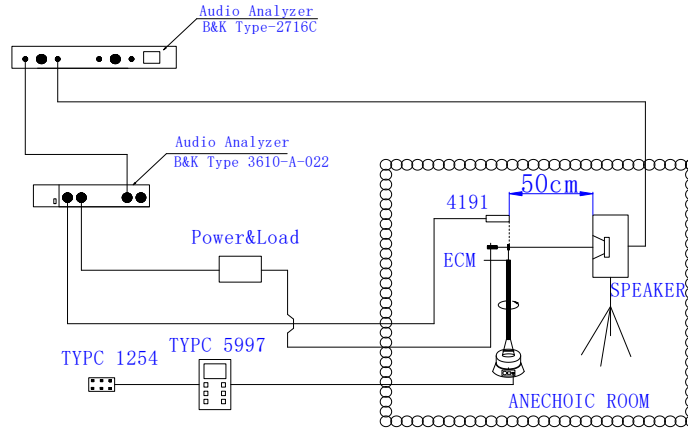 Audio Analyzer
B&K Type-2716C
Audio Analyzer
B&K Type 3610-A-022
50cm
4191
Power&Load
ECM
SPEAKER
TYPC 5997
TYPC 1254
ANECHOIC ROOM